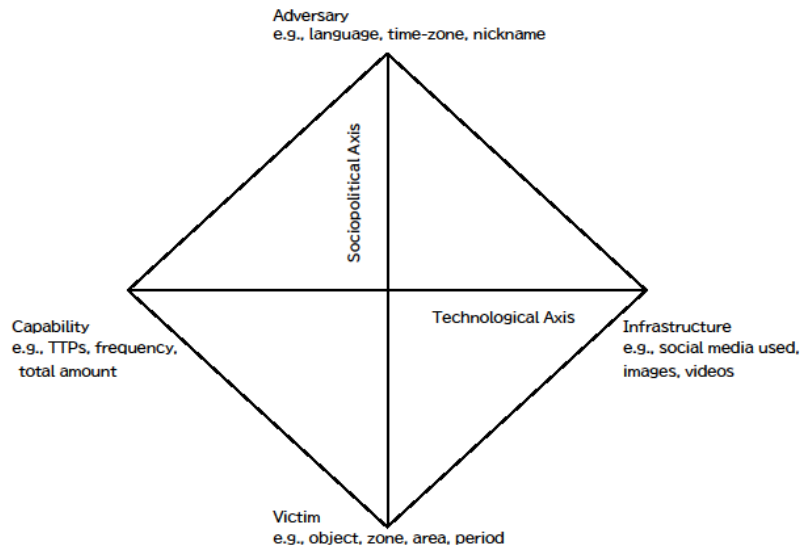 Adversary
e.g., language, time-zone, nickname
Sociopolitical Axis
Technological Axis
Capability
e.g., TTPs, frequency,
total amount
Infrastructure
e.g., social media used,
images, videos
Victim
e.g., object, zone, area, period